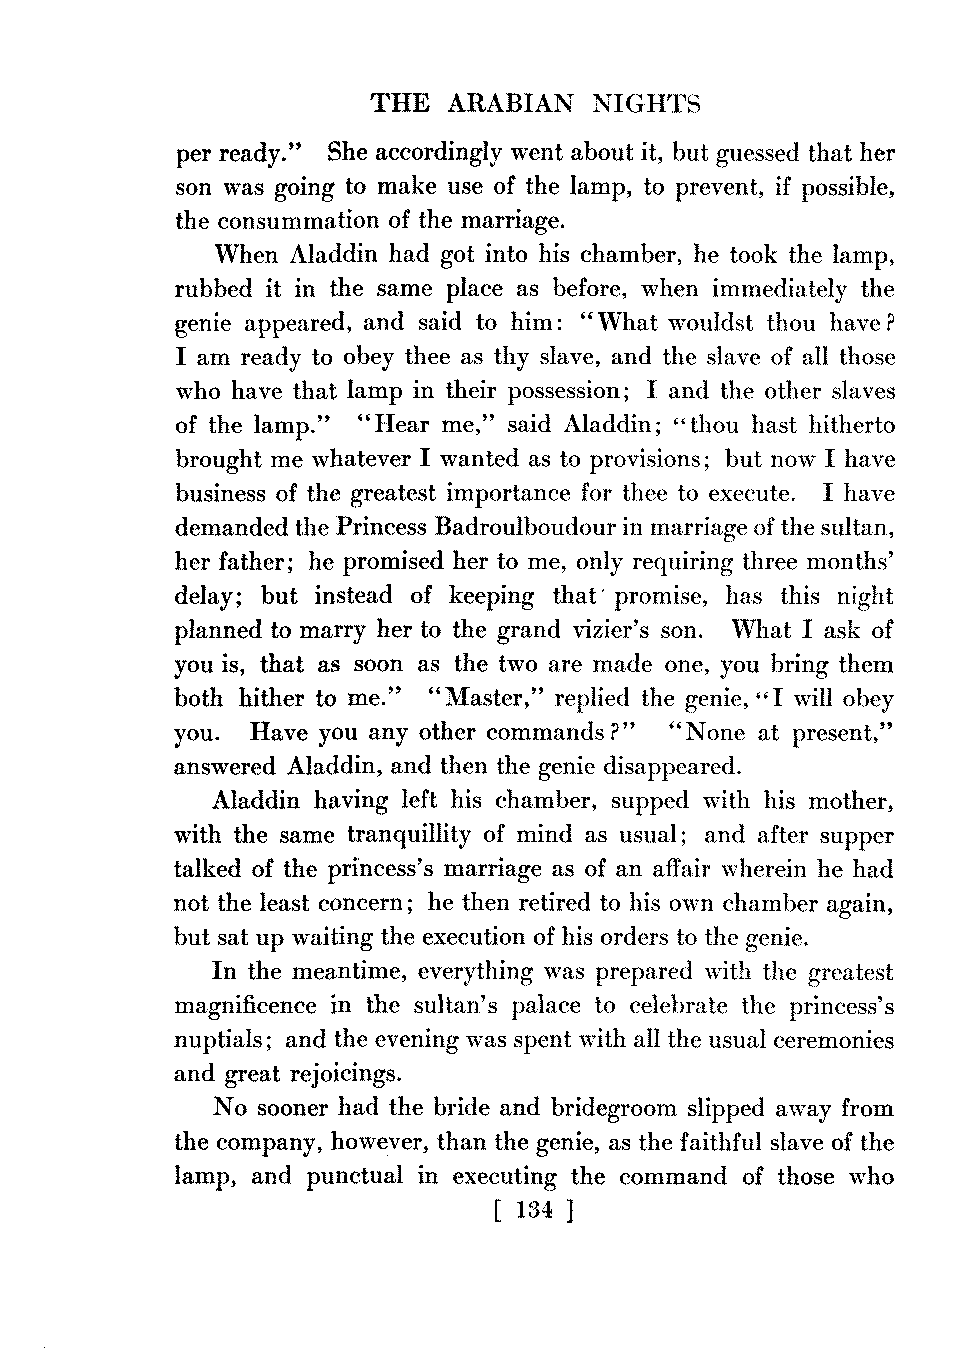 THE ARABIAN NIGHTS
per ready.” She accordingly went about it, but guessed that her
son was going to make use of the lamp, to prevent, if possible,
the consummation of the marriage.
When Aladdin had got into his chamber, he took the lamp,
rubbed it in the same place as before, when immediately the
genie appeared, and said to him: “What wouldst thou have?
I am ready to obey thee as thy slave, and the slave of all those
who have that lamp in their possession; I and the other slaves
of the lamp.” “Hear me,” said Aladdin; “thou hast hitherto
brought me whatever I wanted as to provisions; but now I have
business of the greatest importance for thee to execute. I have
demanded the Princess Badroulboudour in marriage of the sultan,
her father; he promised her to me, only requiring three months’
delay; but instead of keeping that promise, has this night
planned to marry her to the grand vizier’s son. What I ask of
you is, that as soon as the two are made one, you bring them
both hither to me.” “Master,” replied the genie, “I will obey
you. Have you any other commands?” “None at present,”
answered Aladdin, and then the genie disappeared.
Aladdin having left his chamber, supped with his mother,
with the same tranquillity of mind as usual; and after supper
talked of the princess’s marriage as of an affair wherein he had
not the least concern; he then retired to his own chamber again,
but sat up waiting the execution of his orders to the genie.
In the meantime, everything was prepared with the greatest
magnificence in the sultan’s palace to celebrate the princess’s
nuptials; and the evening was spent with all the usual ceremonies
and great rejoicings.
No sooner had the bride and bridegroom slipped away from
the company, however, than the genie, as the faithful slave of the
lamp, and punctual in executing the command of those who
[ 134 ]